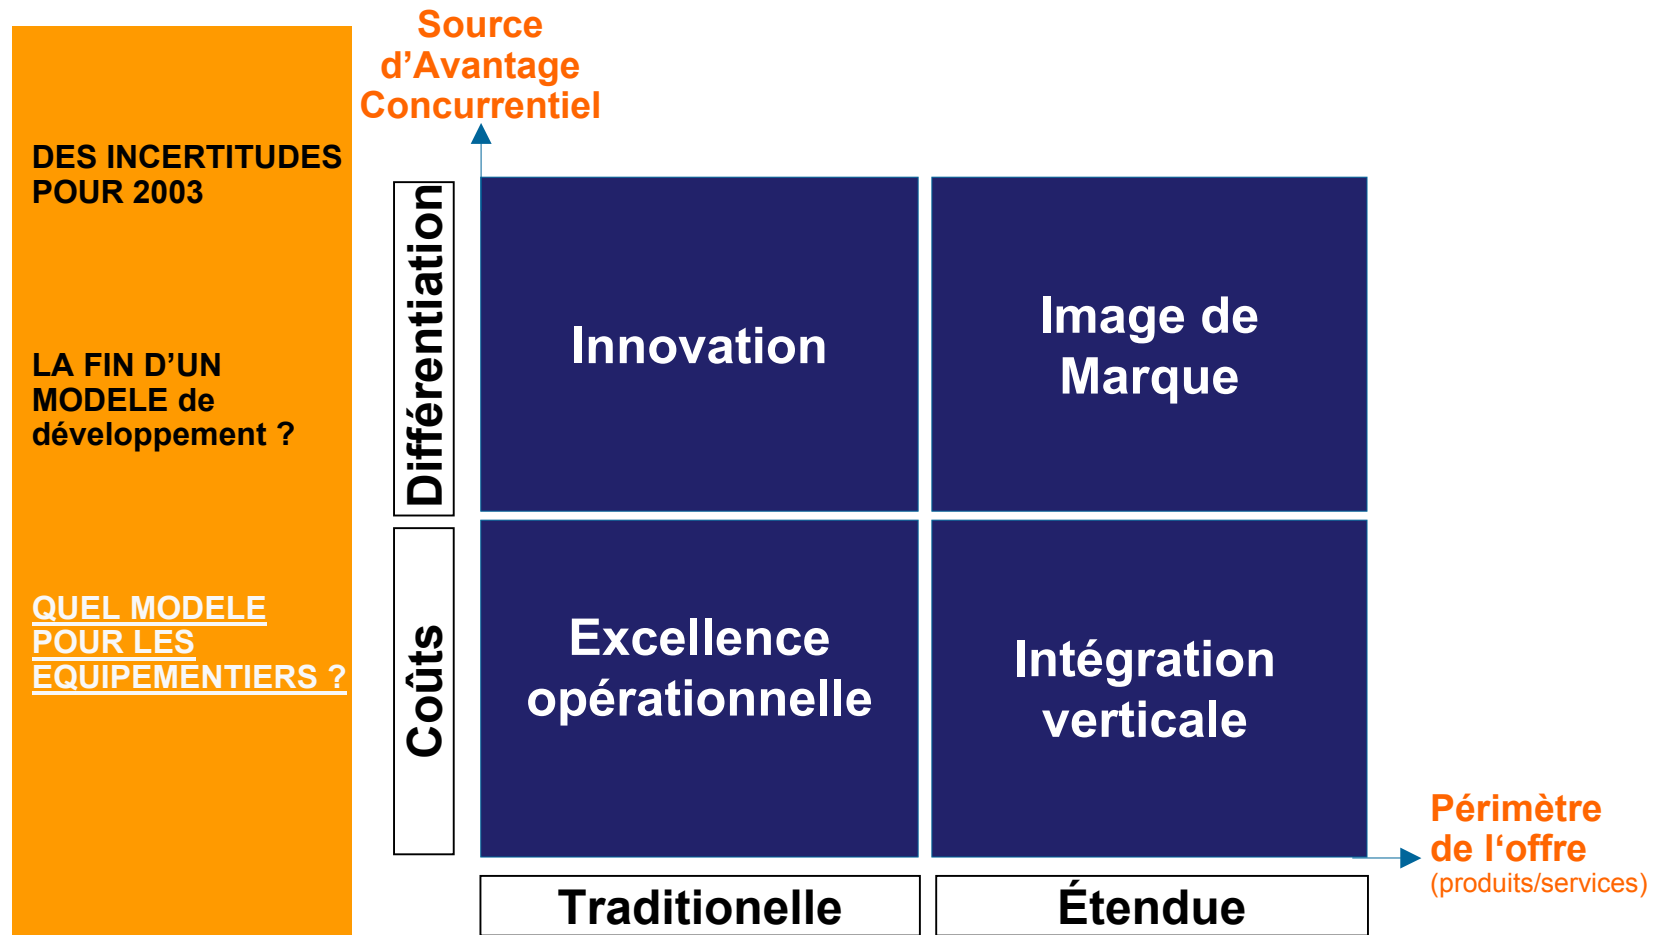 DES INCERTITUDES
POUR 2003
LA FIN D’UN
MODELE de
développement ?
QUEL MODELE
POUR LES
EQUIPEMENTIERS ?
Source
d’Avantage
Concurrentiel
Différentiation
Innovation
Image de
Marque
Coûts
Excellence
opérationnelle
Intégration
verticale
Périmètre
de l‘offre
(produits/services)
Traditionelle
Étendue